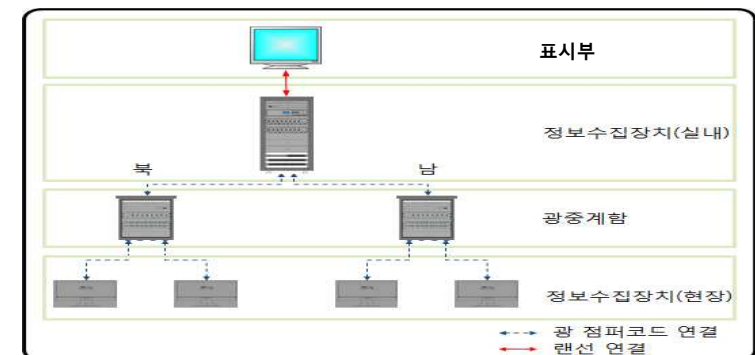 표시부
정보수집장치(실내)
북
남
광중계함
정보수집장치(현장)
광 점퍼코드 연결
랜선 연결